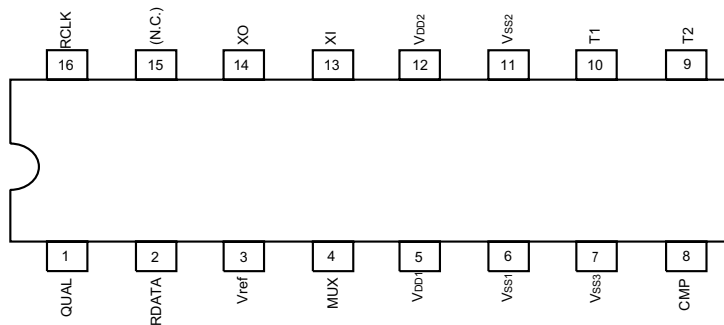 RCLK (N.C.) XO XI VDD2 VSS2 T1 T2
16 15 14 13 12 11 10 9
1 2 3 4 5 6 7 8
QUAL RDATA Vref MUX VDD1 VSS1 VSS3 CMP